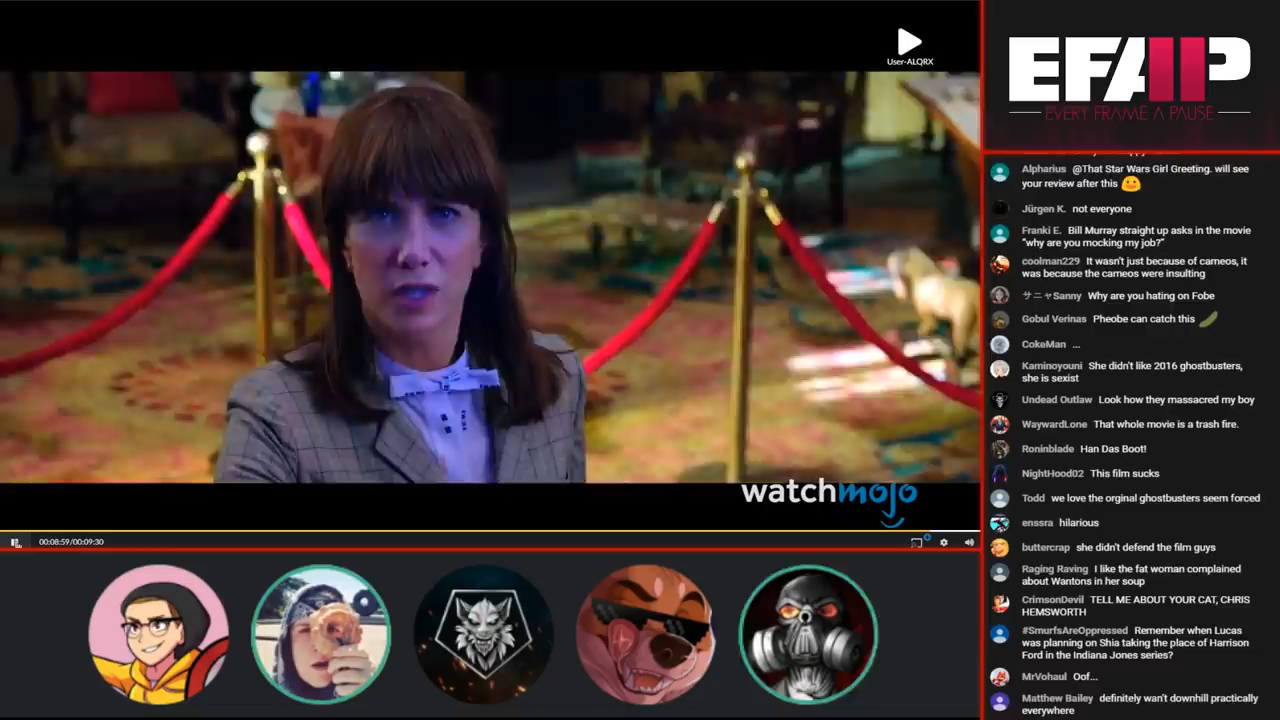 User-ALQRX
EFAP
EVERY FRAME A PAUSE
Alpharius @That Star Wars Girl Greeting. will see
your review after this
Jürgen K. not everyone
Franki E. Bill Murray straight up asks in the movie
"why are you mocking my job?"
coolman229 It wasn't just because of cameos, it
was because the cameos were insulting
サニャSanny Why are you hating on Fobe
Gobul Verinas Pheobe can catch this
CokeMan ...
Kaminoyouni She didn't like 2016 ghostbusters,
she is sexist
Undead Outlaw Look how they massacred my boy
WaywardLone That whole movie is a trash fire.
Roninblade Han Das Boot!
NightHood02 This film sucks
Todd we love the orginal ghostbusters seem forced
enssra hilarious
buttercrap she didn't defend the film guys
Raging Raving I like the fat woman complained
about Wantons in her soup
CrimsonDevil TELL ME ABOUT YOUR CAT, CHRIS
HEMSWORTH
#SmurfsAreOppressed Remember when Lucas
was planning on Shia taking the place of Harrison
Ford in the Indiana Jones series?
MrVohaul Oof...
Matthew Bailey definitely wan't downhill practically
everywhere
watchmojo
00:08:59/00:09:30